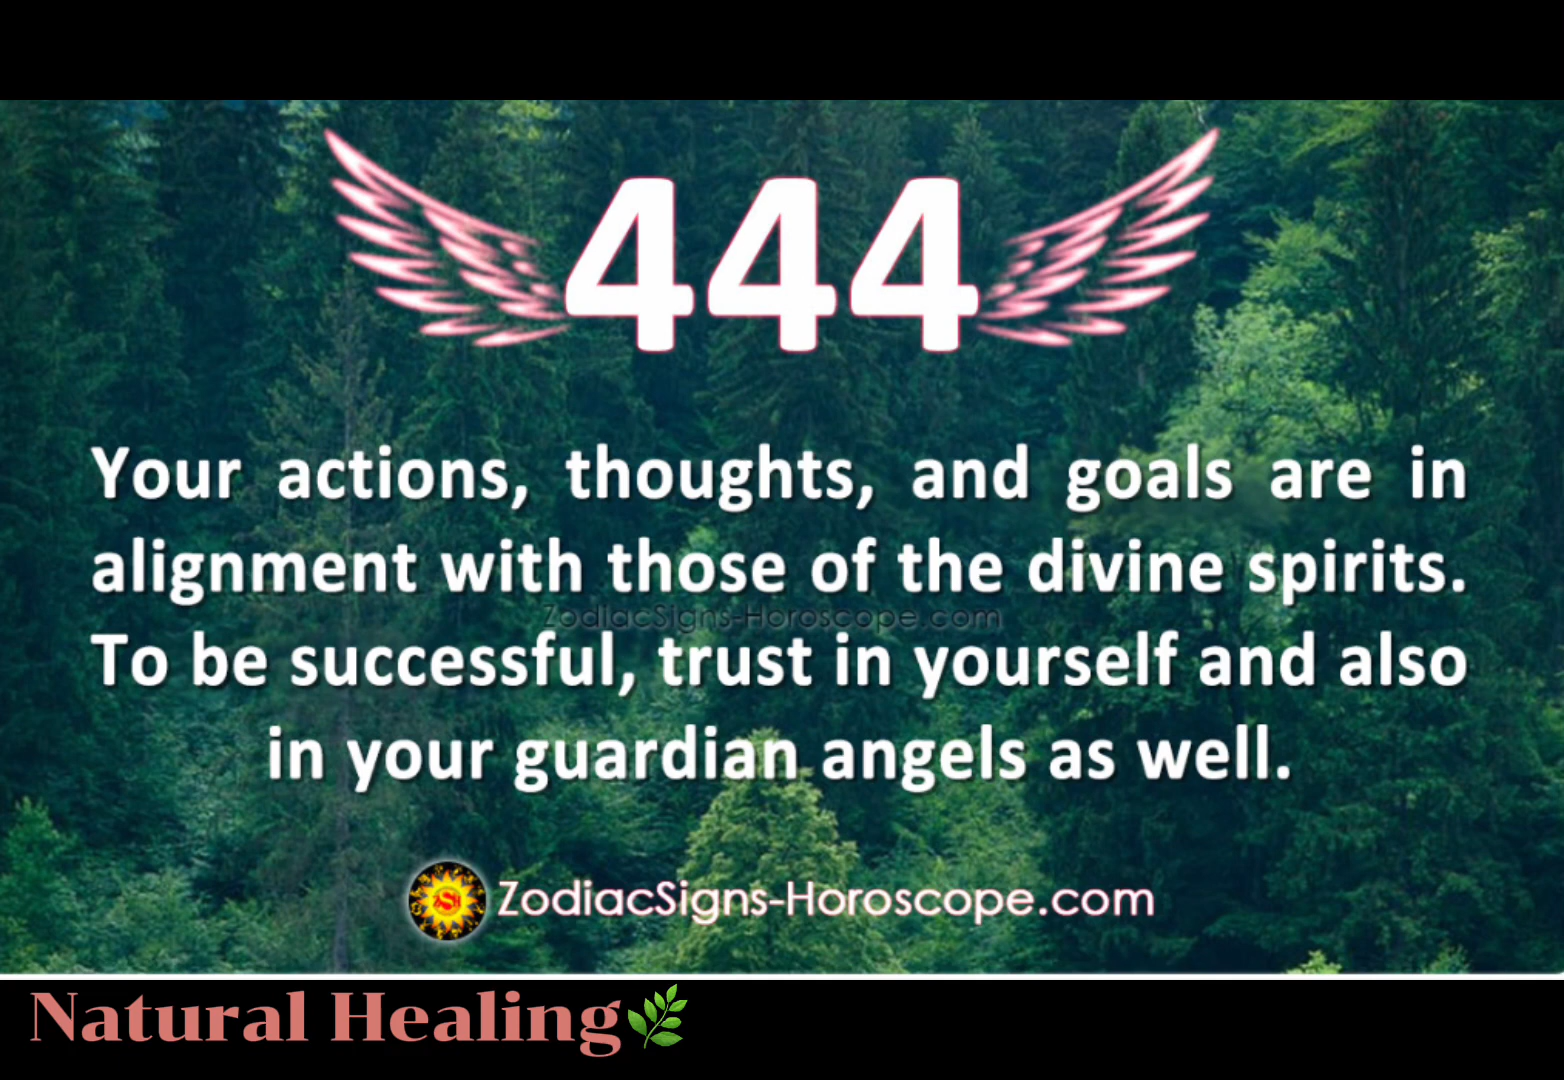 444
Your actions, thoughts, and goals are in
alignment with those of the divine spirits.
ZodiacSigns-Horoscope.com
To be successful, trust in yourself and also
in your guardian angels as well.
ZodiacSigns-Horoscope.com
Natural Healing🌿